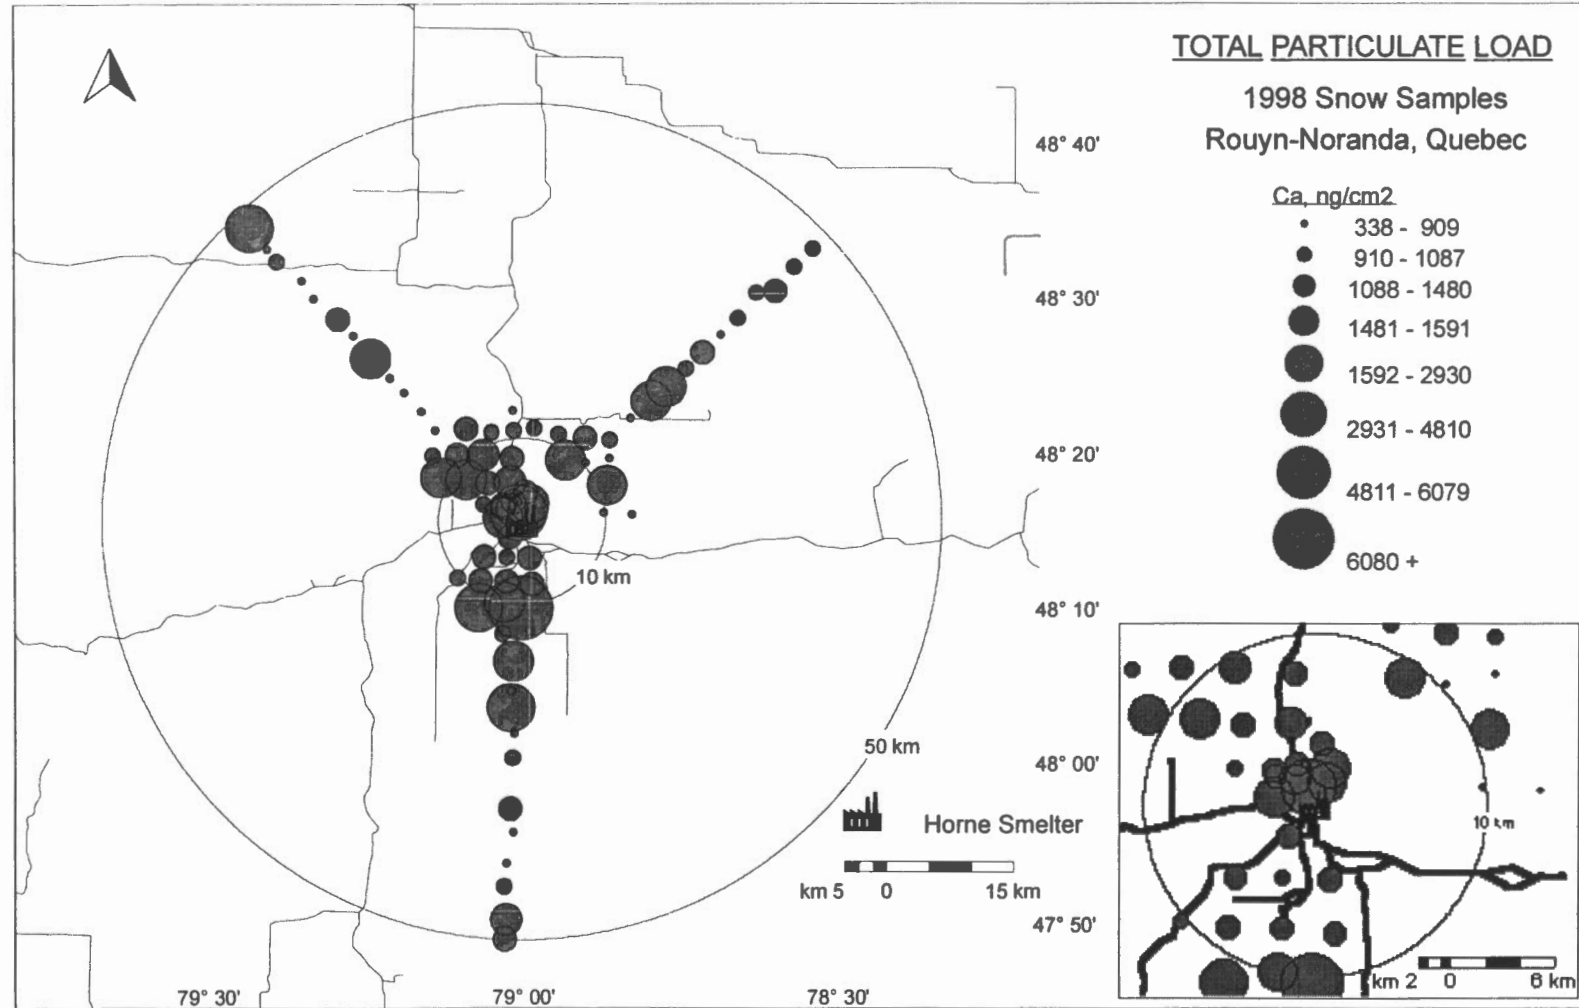 TOTAL PARTICULATE LOAD
1998 Snow Samples
Rouyn-Noranda, Quebec
Ca, ng/cm2
338 - 909
910 - 1087
1088 - 1480
1481 - 1591
1592 - 2930
2931 - 4810
4811 - 6079
6080 +
48° 40'
48° 30'
48° 20'
48° 10'
48° 00'
47° 50'
10 km
50 km
Horne Smelter
km 5 0 15 km
79° 30' 79° 00' 78° 30'
10 km
km 2 0 6 km